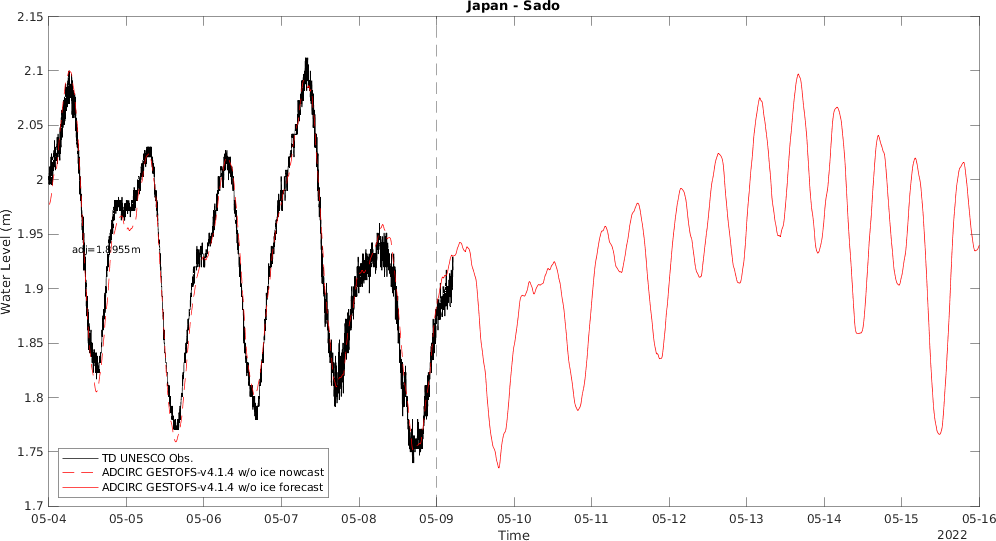 Japan - Sado
2.15
2.1
2.05
2
1.95
1.9
1.85
1.8
1.75
1.7
Water Level (m)
adj=1.8955m
TD UNESCO Obs.
ADCIRC GESTOFS-v4.1.4 w/o ice nowcast
ADCIRC GESTOFS-v4.1.4 w/o ice forecast
05-04 05-05 05-06 05-07 05-08 05-09 05-10 05-11 05-12 05-13 05-14 05-15 05-16
Time
2022